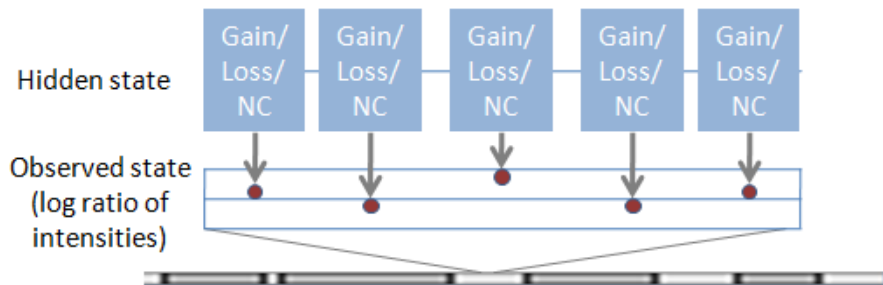 Gain/ Gain/ Gain/ Gain/ Gain/
Loss/ Loss/ Loss/ Loss/ Loss/
NC NC NC NC NC
Hidden state
Observed state
(log ratio of
intensities)